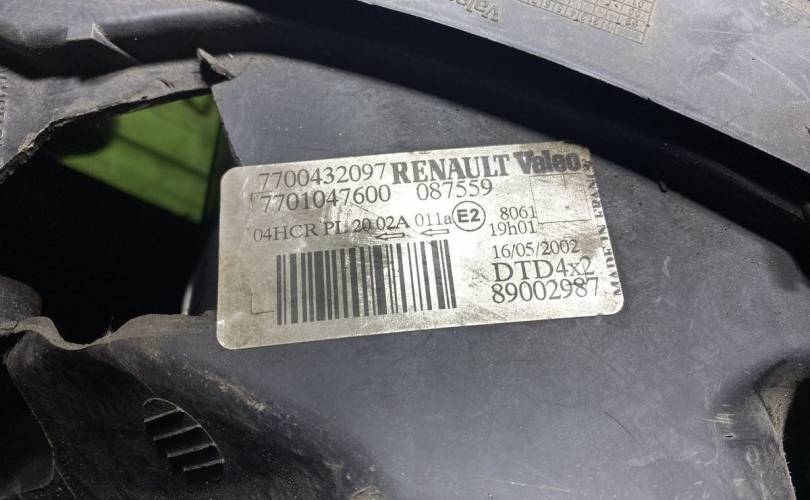 Valeo
7700432097 RENAULT Valeo
7701047600 087559
04HCR PL 20 02A 011a E2 8061
19h01
16/05/2002
DTD4x2
89002987
MADE IN FRANCE